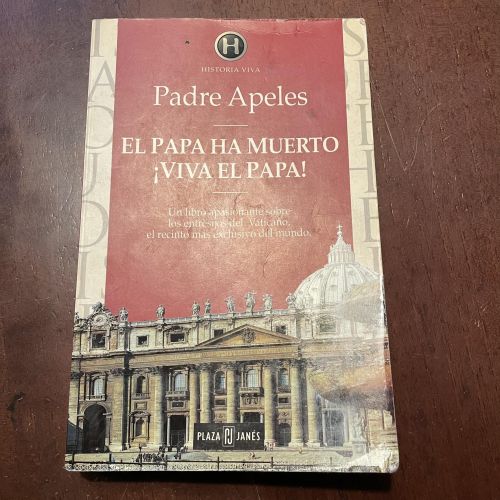 H
HISTORIA VIVA
Padre Apeles
EL PAPA HA MUERTO
¡VIVA EL PAPA!
Un libro apasionante sobre
los entresijos del Vaticano,
el recinto más exclusivo del mundo.
PLAZA JANÉS